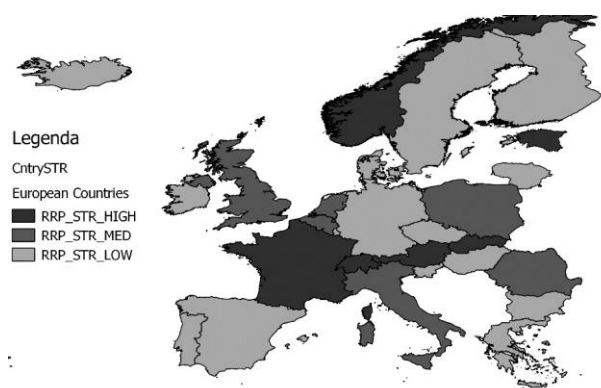 Legenda
CntrySTR
European Countries
RRP_STR_HIGH
RRP_STR_MED
RRP_STR_LOW